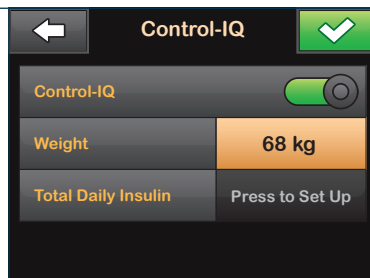 Control-IQ
Control-IQ
Weight 68 kg
Total Daily Insulin Press to Set Up